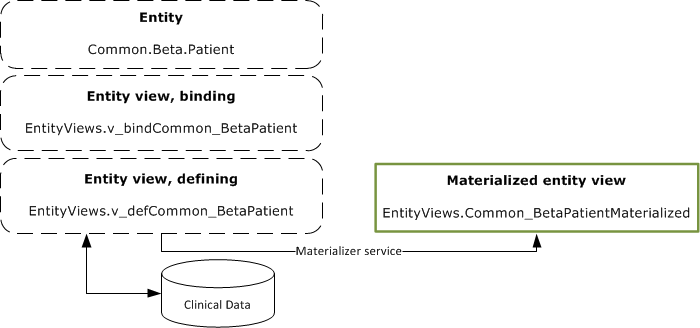 Entity
Common.Beta.Patient
Entity view, binding
EntityViews.v_bindCommon_BetaPatient
Entity view, defining
EntityViews.v_defCommon_BetaPatient
Materialized entity view
EntityViews.Common_BetaPatientMaterialized
Materializer service
Clinical Data